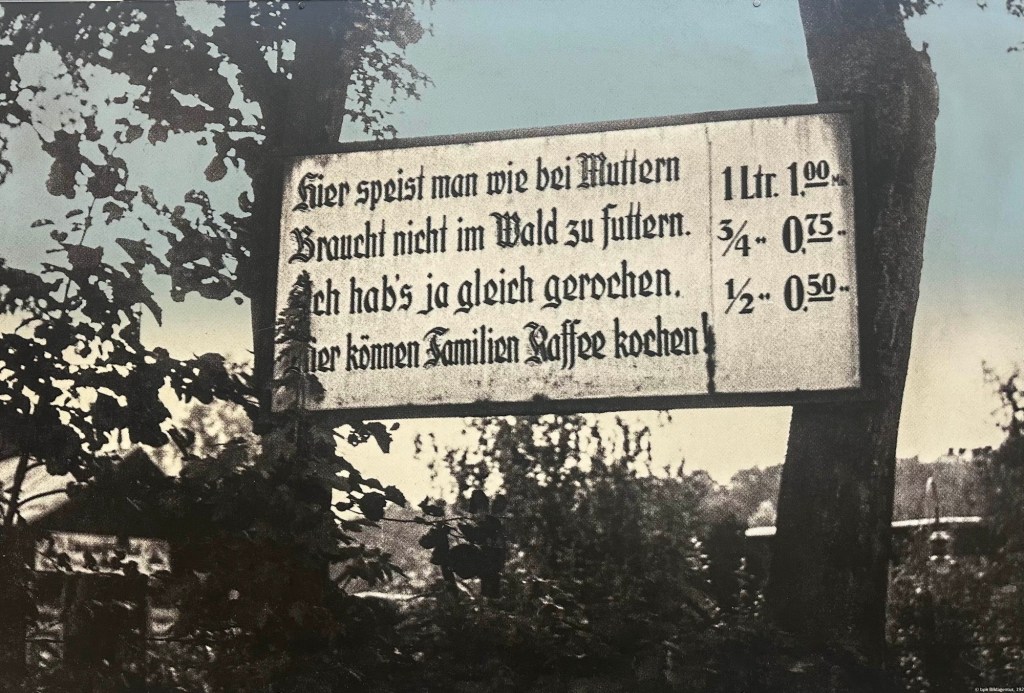 Hier speist man wie bei Muttern
Braucht nicht im Wald zu futtern.
Ich hab's ja gleich gerochen.
Hier können Familien Kaffee kochen!
1 Ltr. 1.00 M.
3/4 " 0,75 "
1/2 " 0,50 "